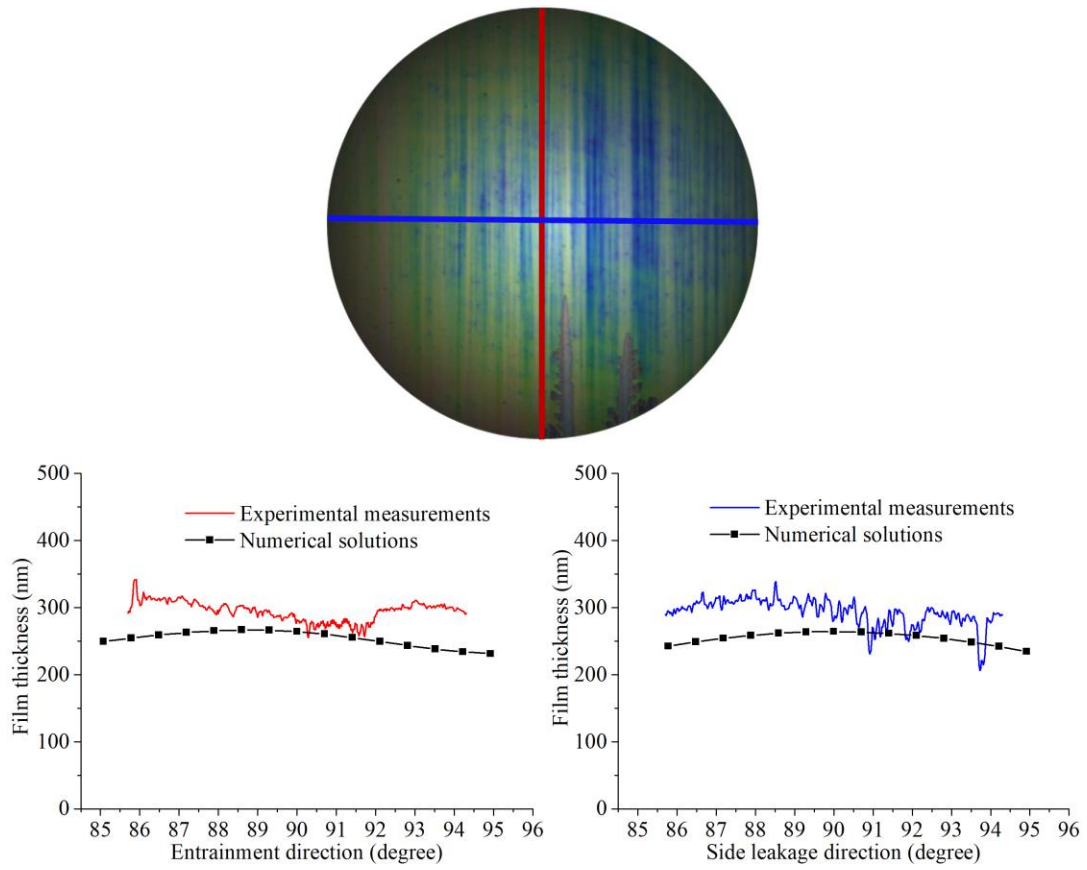 500
400
300
200
100
0
Film thickness (nm)
Experimental measurements
Numerical solutions
85 86 87 88 89 90 91 92 93 94 95 96
Entrainment direction (degree)
500
400
300
200
100
0
Film thickness (nm)
Experimental measurements
Numerical solutions
85 86 87 88 89 90 91 92 93 94 95 96
Side leakage direction (degree)